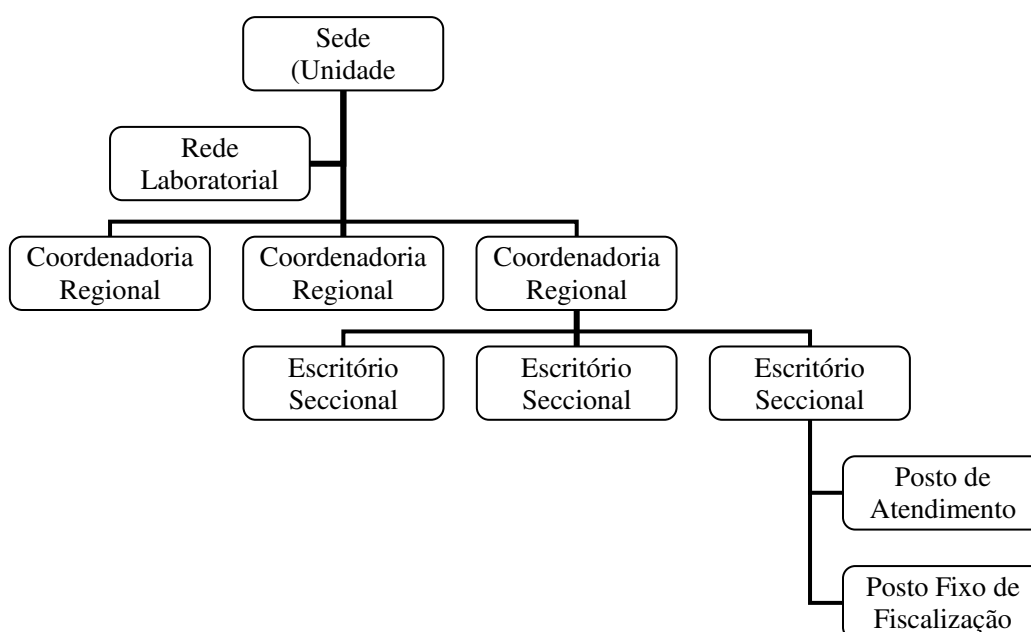 Sede
(Unidade
Rede
Laboratorial
Coordenadoria
Regional
Coordenadoria
Regional
Coordenadoria
Regional
Escritório
Seccional
Escritório
Seccional
Escritório
Seccional
Posto de
Atendimento
Posto Fixo de
Fiscalização